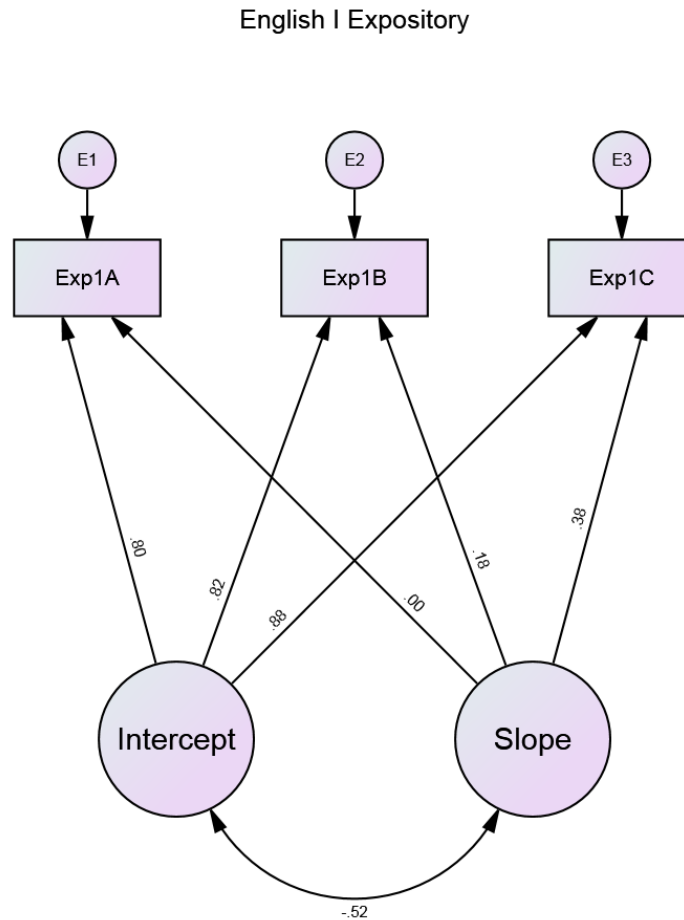 English I Expository
E1
E2
E3
Exp1A
Exp1B
Exp1C
.80
.82
.88
.00
.18
.38
Intercept
Slope
-.52